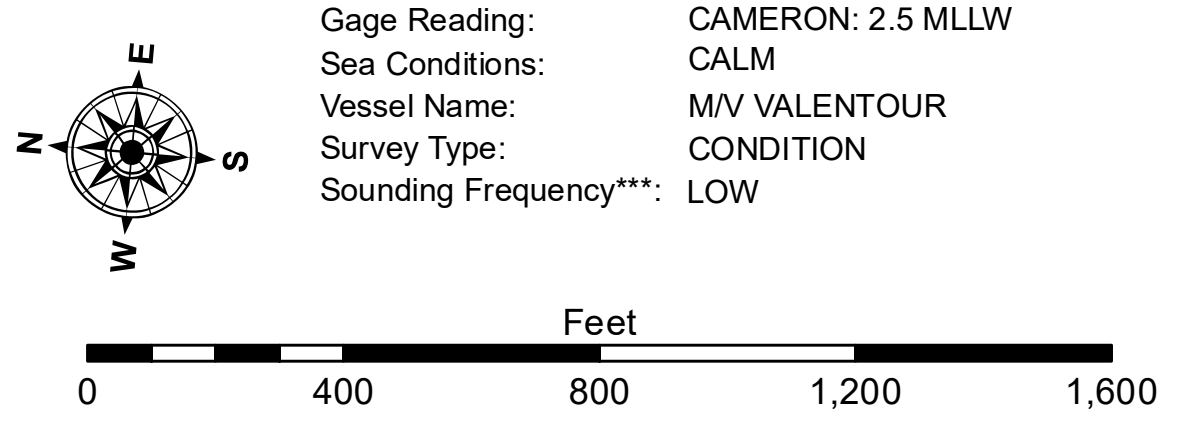 E
N
S
W
Gage Reading: CAMERON: 2.5 MLLW
Sea Conditions: CALM
Vessel Name: M/V VALENTOUR
Survey Type: CONDITION
Sounding Frequency***: LOW
Feet
0 400 800 1,200 1,600